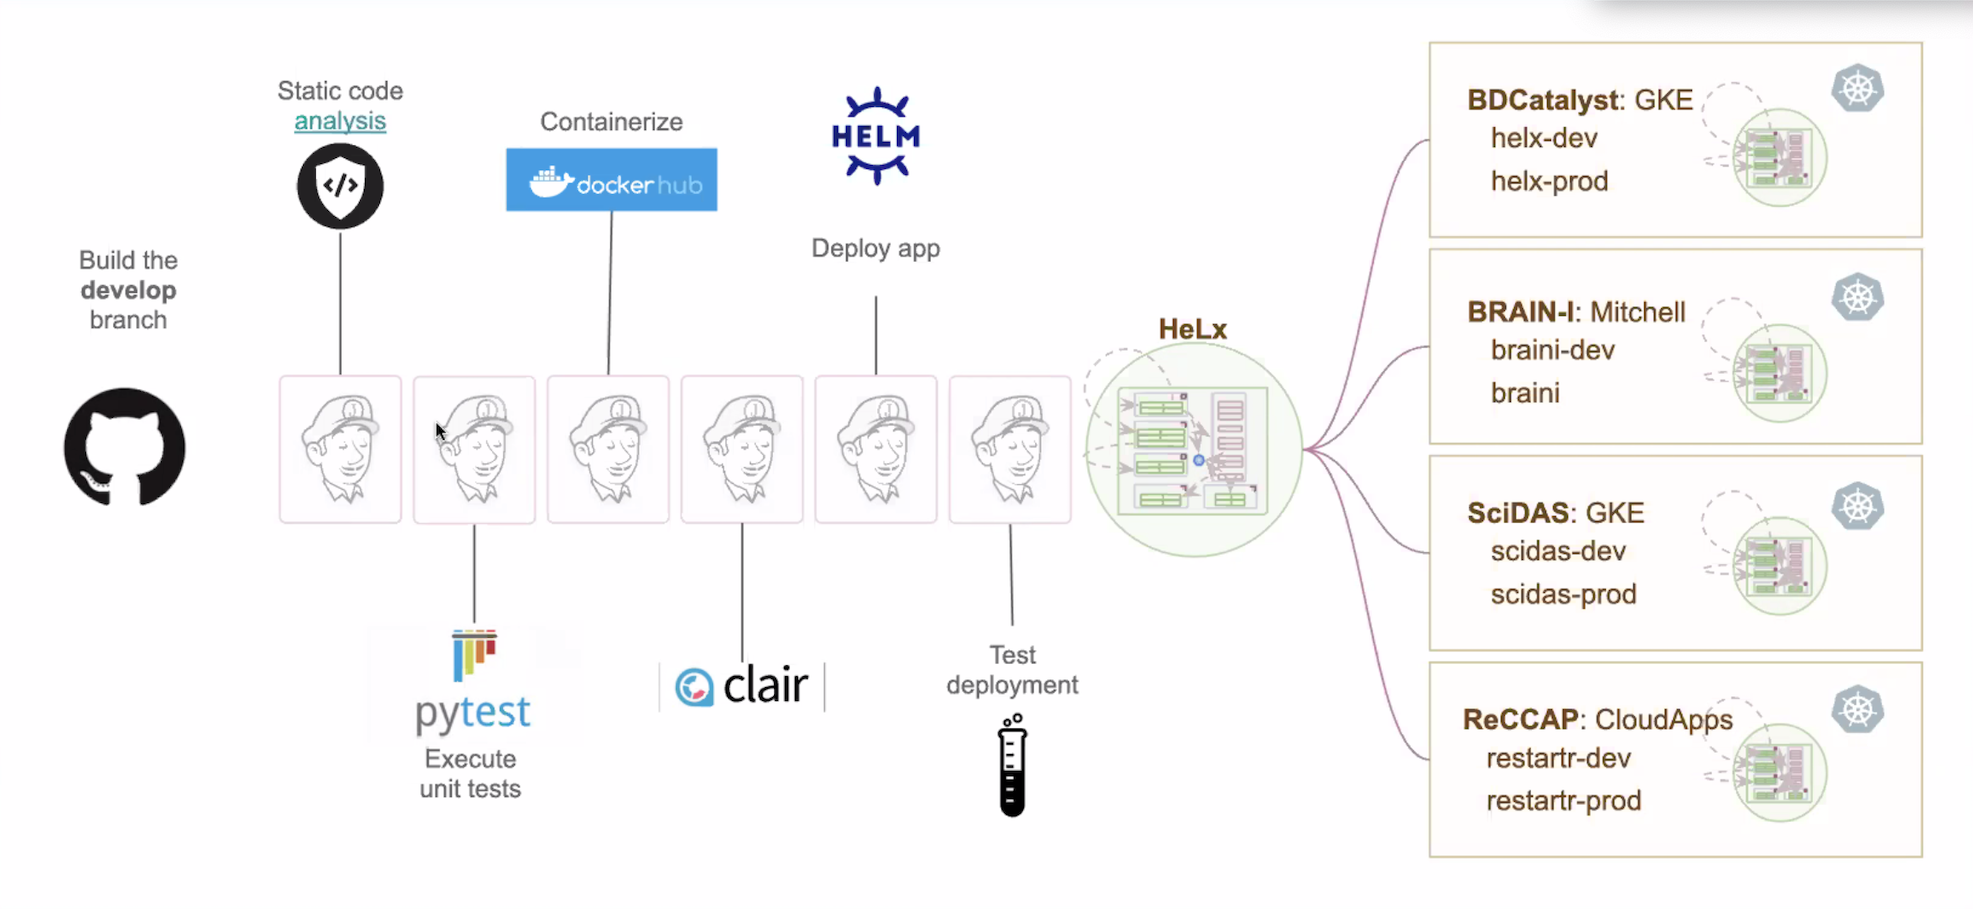 Build the
develop
branch
Static code
analysis
</>
pytest
Execute
unit tests
Containerize
dockerhub
clair
HELM
Deploy app
Test
deployment
HeLx
BDCatalyst: GKE
helx-dev
helx-prod
BRAIN-I: Mitchell
braini-dev
braini
SciDAS: GKE
scidas-dev
scidas-prod
ReCCAP: CloudApps
restartr-dev
restartr-prod